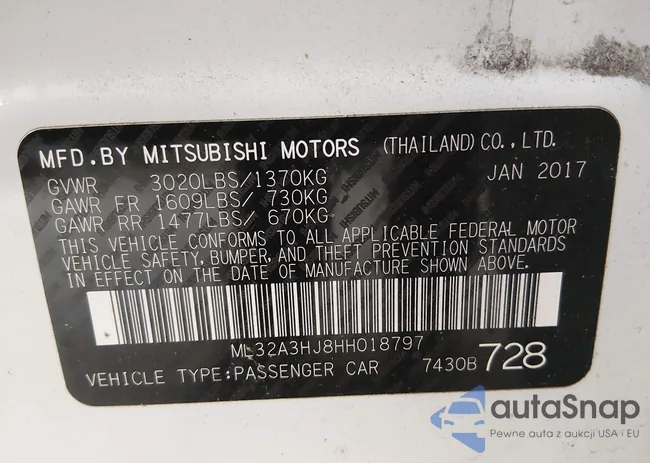 MFD.BY MITSUBISHI MOTORS (THAILAND)CO.,LTD.
GVWR 3020LBS/1370KG JAN 2017
GAWR FR 1609LBS/ 730KG
GAWR RR 1477LBS/ 670KG
THIS VEHICLE CONFORMS TO ALL APPLICABLE FEDERAL MOTOR
VEHICLE SAFETY, BUMPER, AND THEFT PREVENTION STANDARDS
IN EFFECT ON THE DATE OF MANUFACTURE SHOWN ABOVE.
ML32A3HJ8HH018797
VEHICLE TYPE:PASSENGER CAR 7430B 728
autaSnap
Pewne auta z aukcji USA i EU